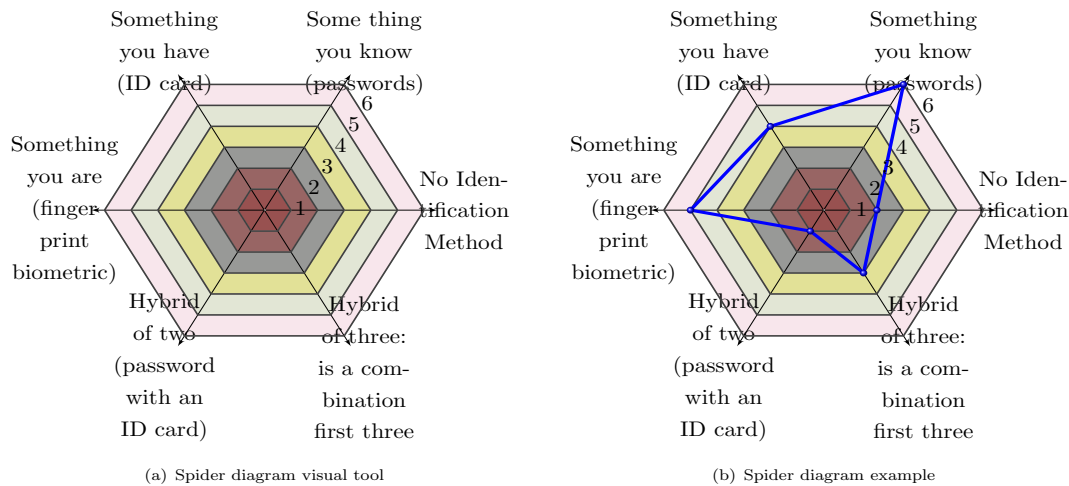 Something
you have
(ID card)
Some thing
you know
(passwords)
6
5
4
3
2
1
Something
you are
(finger
print
biometric)
No Iden-
tification
Method
Hybrid
of two
(password
with an
ID card)
Hybrid
of three:
is a com-
bination
first three
(a) Spider diagram visual tool
Something
you have
(ID card)
Something
you know
(passwords)
6
5
4
3
2
1
Something
you are
(finger
print
biometric)
No Iden-
tification
Method
Hybrid
of two
(password
with an
ID card)
Hybrid
of three:
is a com-
bination
first three
(b) Spider diagram example